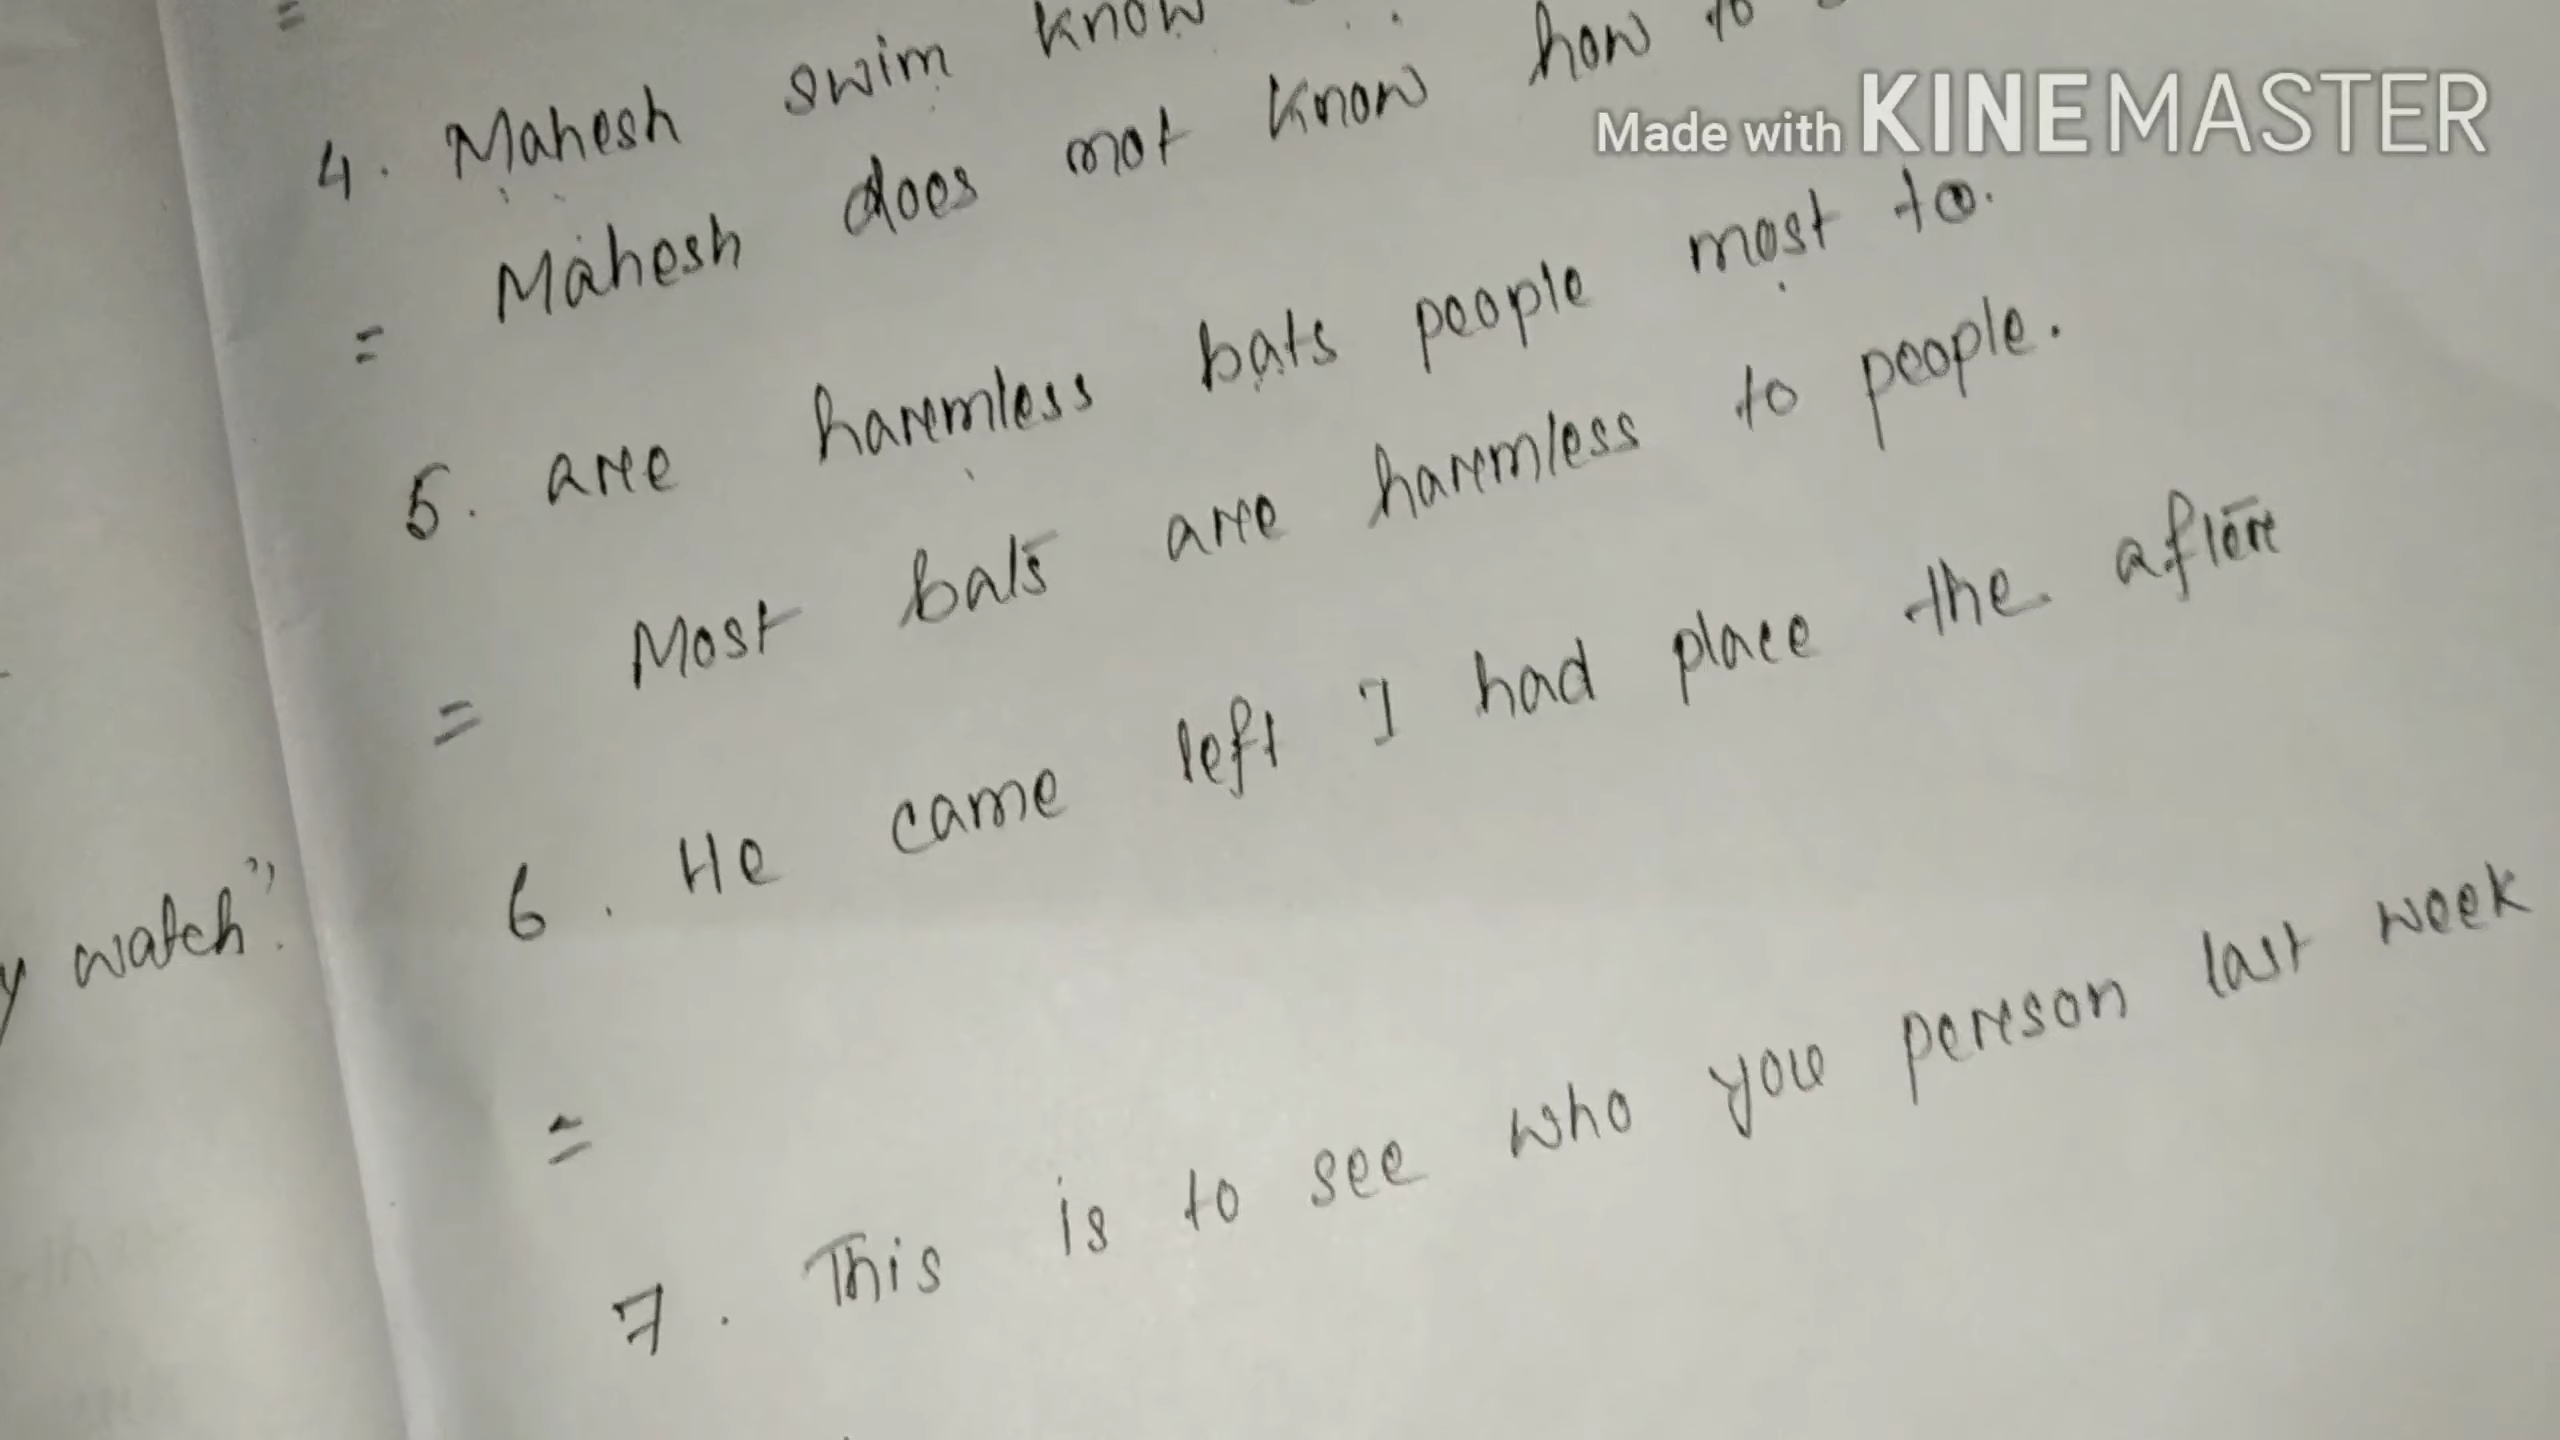 Made with KINEMASTER
4. Mahesh swim know
= Mahesh does not know how to
5. are harmless bats people most to.
= Most bats are harmless to people.
6. He came left I had place the after
=
7. This is to see who you person last week
watch".